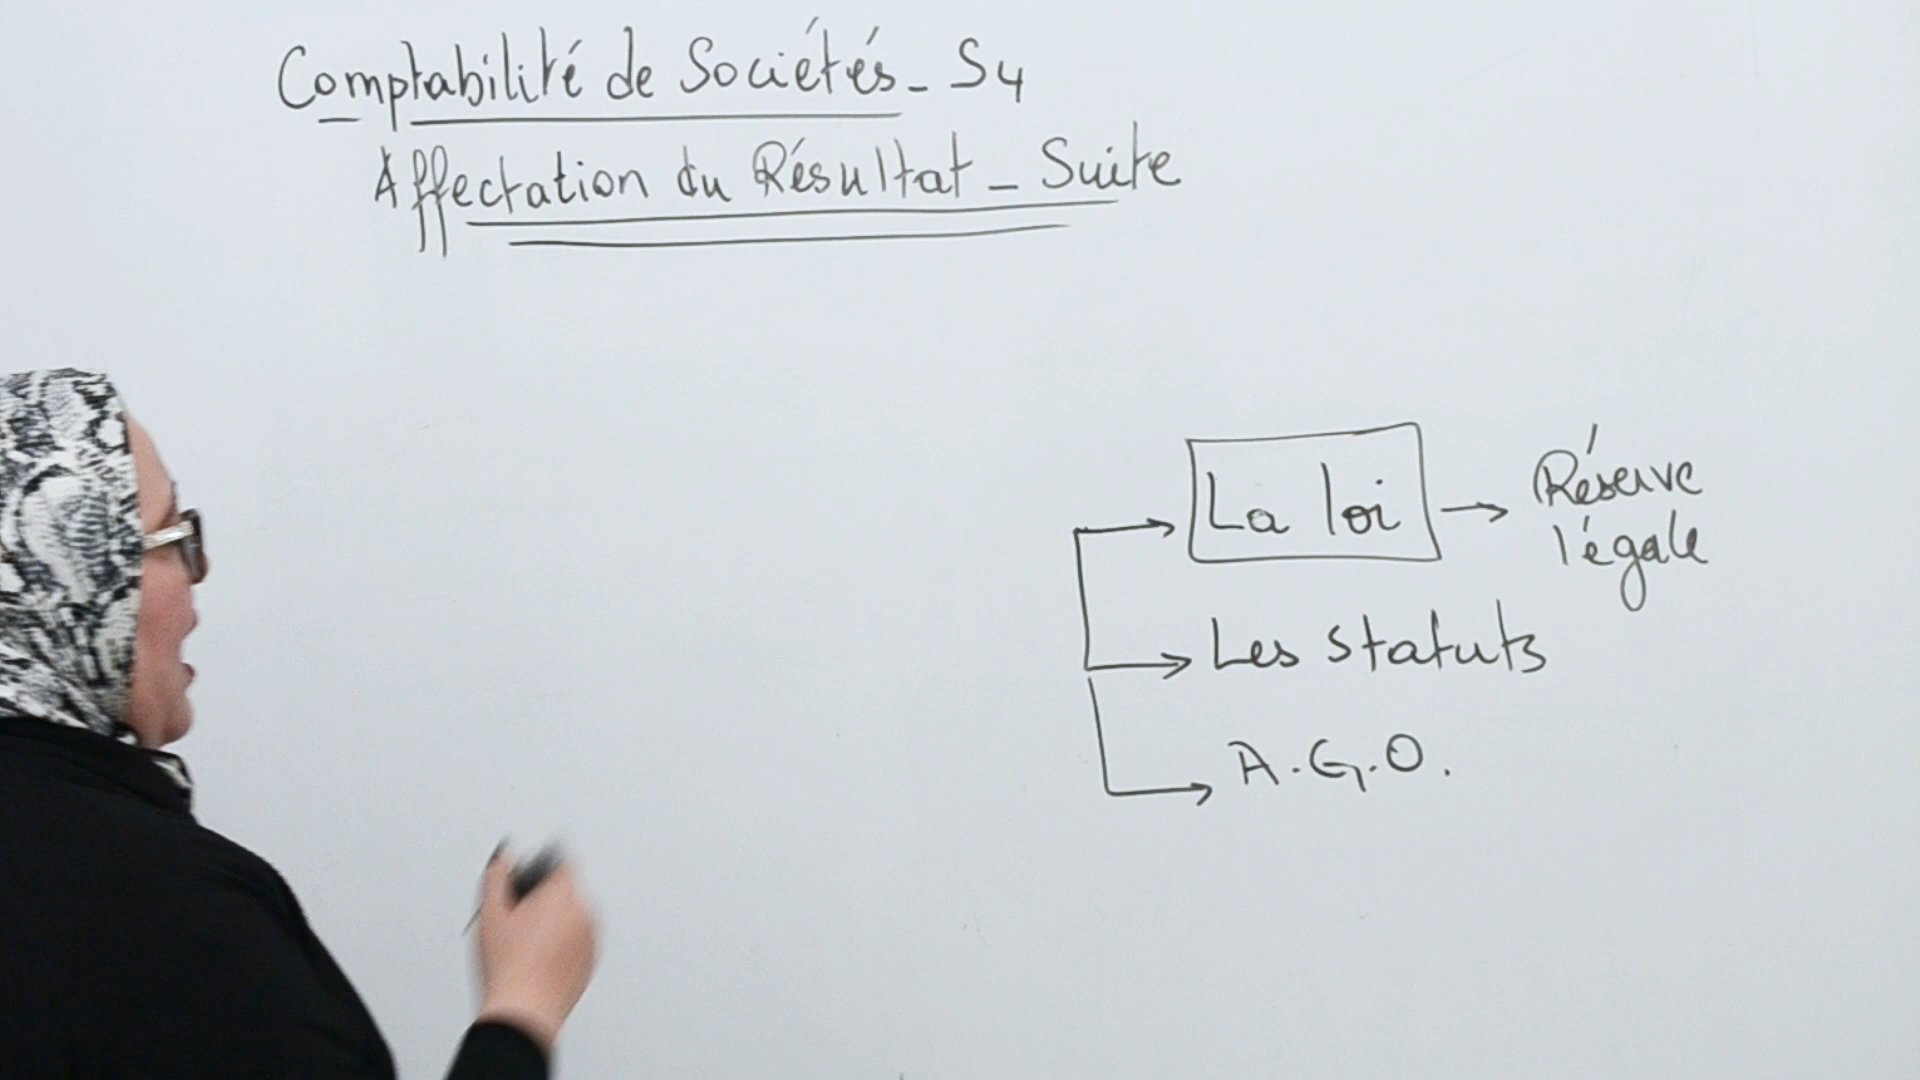 Comptabilité de Sociétés - S4
Affectation du Résultat - Suite
La loi → Réserve
légale
Les statuts
A.G.O.